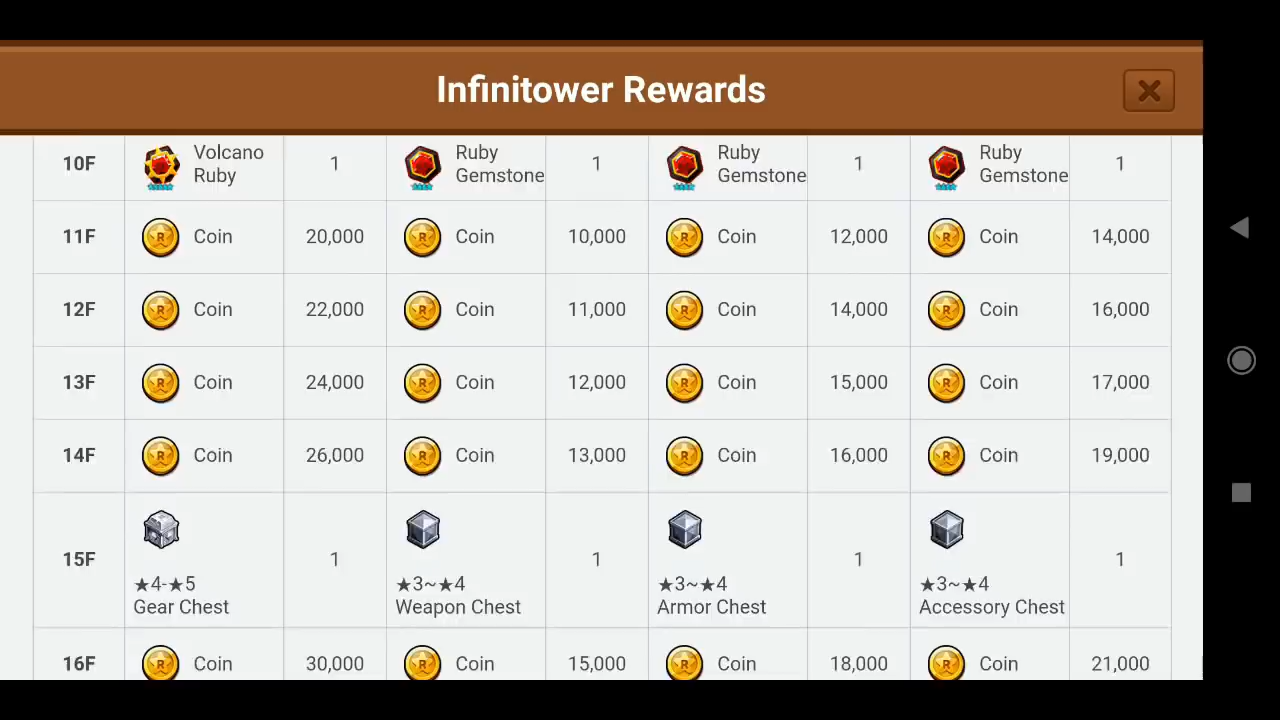 Infinitower Rewards
10F Volcano Ruby 1 Ruby Gemstone 1 Ruby Gemstone 1 Ruby Gemstone 1
11F Coin 20,000 Coin 10,000 Coin 12,000 Coin 14,000
12F Coin 22,000 Coin 11,000 Coin 14,000 Coin 16,000
13F Coin 24,000 Coin 12,000 Coin 15,000 Coin 17,000
14F Coin 26,000 Coin 13,000 Coin 16,000 Coin 19,000
15F ★4-★5 Gear Chest 1 ★3~★4 Weapon Chest 1 ★3~★4 Armor Chest 1 ★3~★4 Accessory Chest 1
16F Coin 30,000 Coin 15,000 Coin 18,000 Coin 21,000